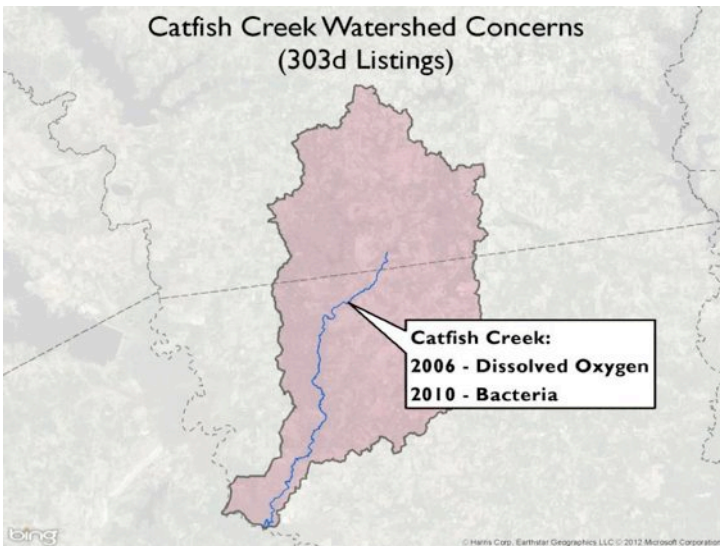 Catfish Creek Watershed Concerns
(303d Listings)
Catfish Creek:
2006 - Dissolved Oxygen
2010 - Bacteria
bing
© Harris Corp, Earthstar Geographics LLC © 2012 Microsoft Corporation